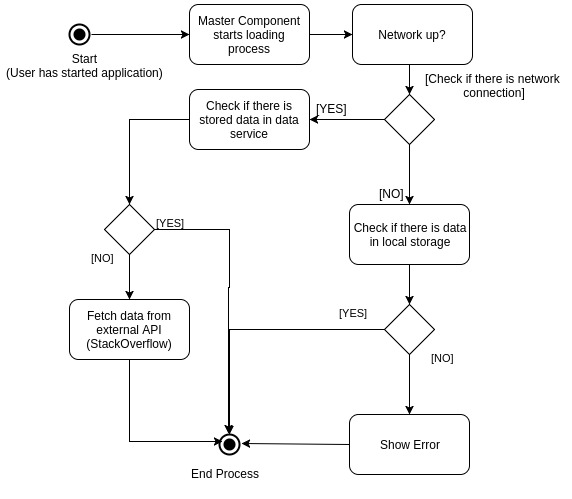 Master Component
starts loading
process
Network up?
Start
(User has started application)
[Check if there is network
connection]
Check if there is
stored data in data
service
[YES]
[NO]
Check if there is data
in local storage
[YES]
[NO]
Fetch data from
external API
(StackOverflow)
[YES]
[NO]
Show Error
End Process